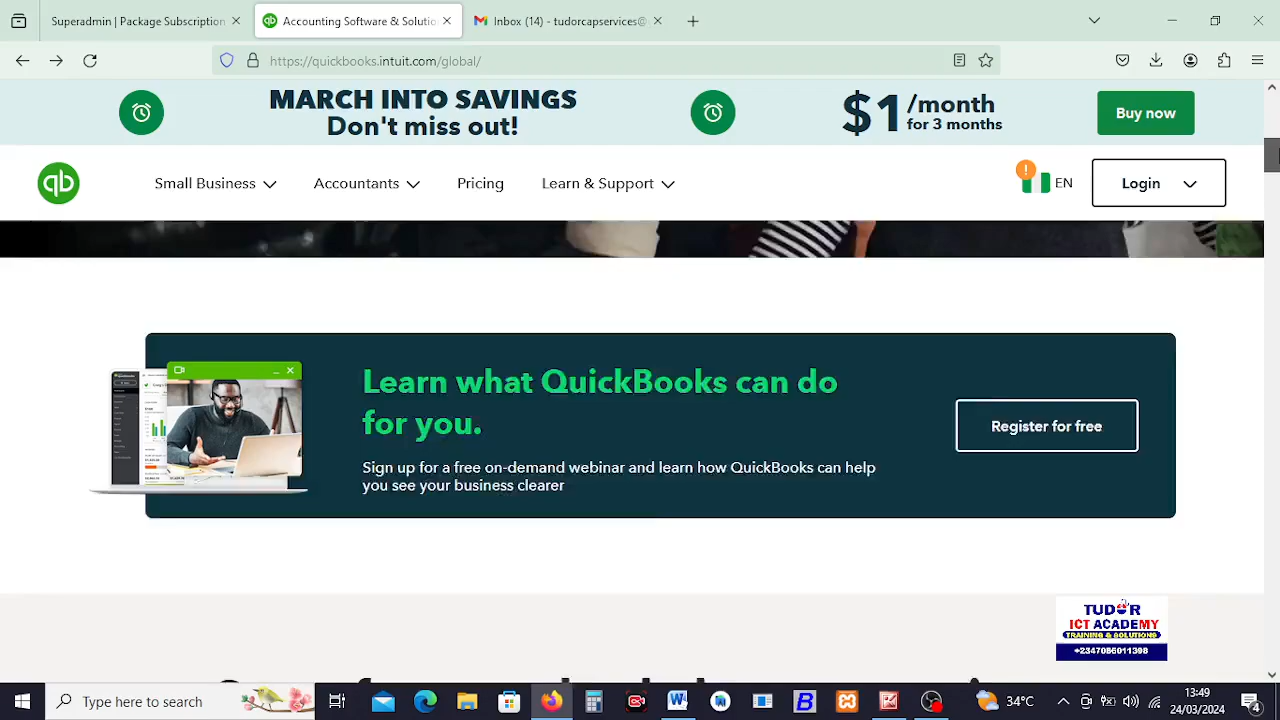 Superadmin | Package Subscription
Accounting Software & Solutio
Inbox (14) - tudorcapservices@
https://quickbooks.intuit.com/global/
MARCH INTO SAVINGS
Don't miss out!
$1 /month
for 3 months
Buy now
qb
Small Business
Accountants
Pricing
Learn & Support
EN
Login
Learn what QuickBooks can do
for you.
Sign up for a free on-demand webinar and learn how QuickBooks can help
you see your business clearer
Register for free
TUDOR
ICT ACADEMY
TRAINING & SOLUTIONS
+2347086011398
Type here to search
34°C
13:49
24/03/2024
4